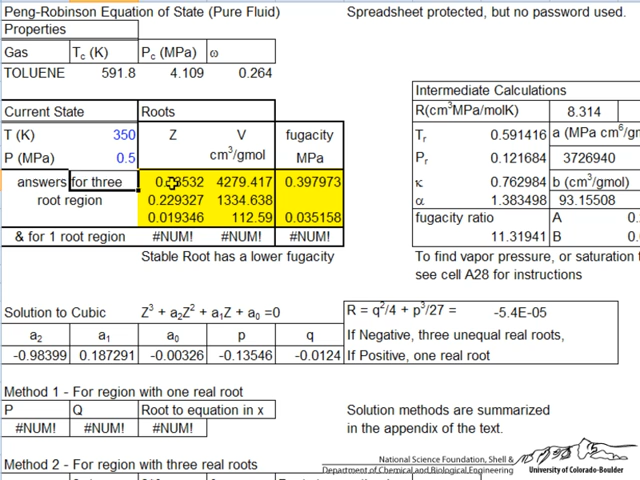 Peng-Robinson Equation of State (Pure Fluid) Spreadsheet protected, but no password used.
Properties
Gas Tc (K) Pc (MPa) ω
TOLUENE 591.8 4.109 0.264
Intermediate Calculations
Current State Roots R(cm3MPa/molK) 8.314
T (K) 350 Z V fugacity Tr 0.591416 a (MPa cm6/gm
P (MPa) 0.5 cm3/gmol MPa Pr 0.121684 3726940
answers for three 4279.417 0.397973 κ 0.762984 b (cm3/gmol)
root region 0.229327 1334.638 α 1.383498 93.15508
0.019346 112.59 0.035158 fugacity ratio A
& for 1 root region #NUM! #NUM! #NUM! 11.31941 B
Stable Root has a lower fugacity To find vapor pressure, or saturation
see cell A28 for instructions
Solution to Cubic Z3 + a2Z2 + a1Z + a0 =0 R = q2/4 + p3/27 = -5.4E-05
a2 a1 a0 p q If Negative, three unequal real roots,
-0.98399 0.187291 -0.00326 -0.13546 -0.0124 If Positive, one real root
Method 1 - For region with one real root
P Q Root to equation in x Solution methods are summarized
#NUM! #NUM! #NUM! in the appendix of the text.
National Science Foundation, Shell &
Method 2 - For region with three real roots Department of Chemical and Biological Engineering University of Colorado-Boulder